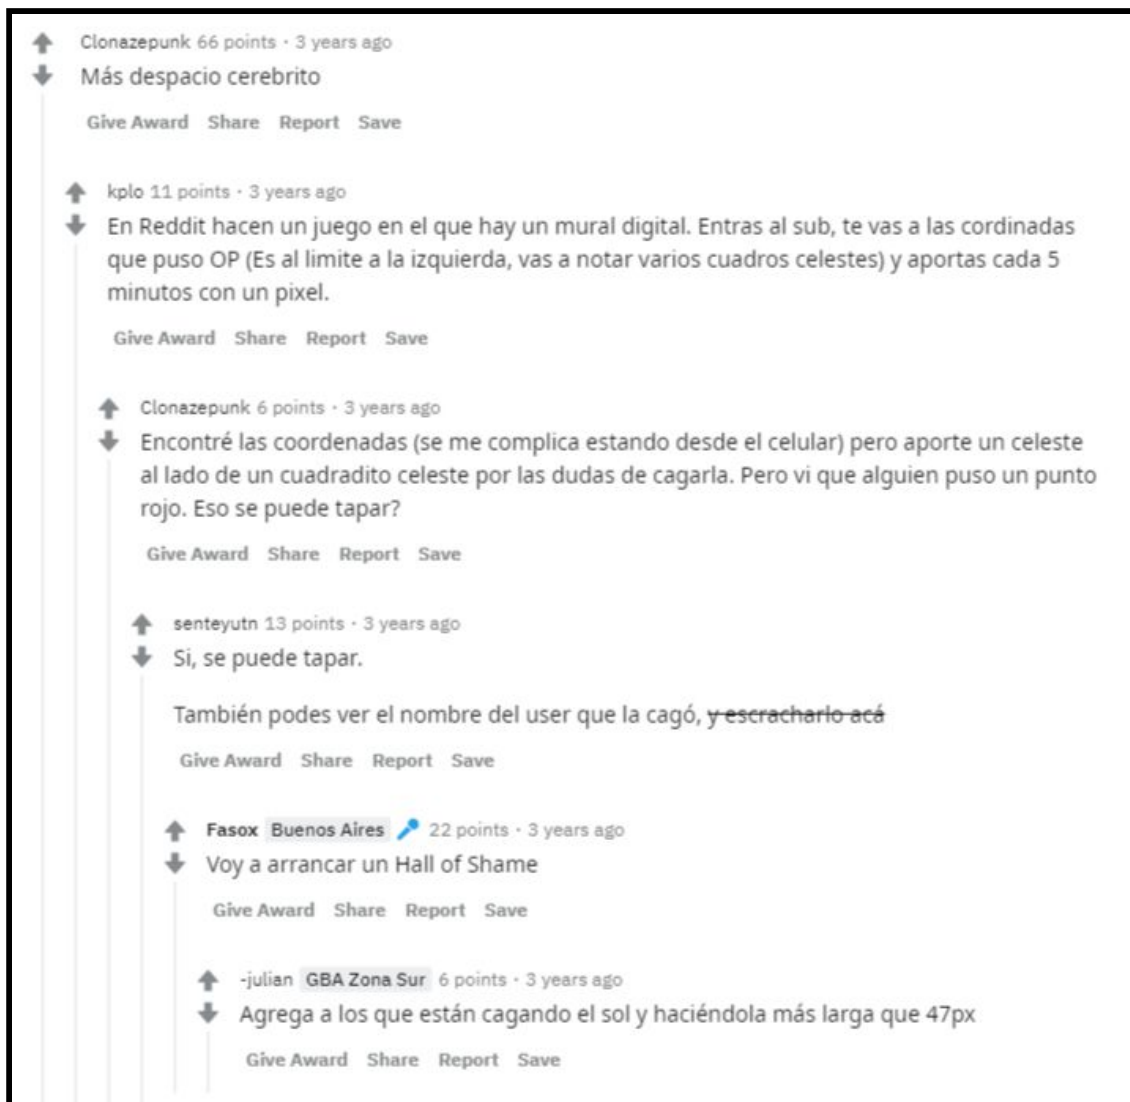 Clonazepunk 66 points · 3 years ago
Más despacio cerebrito
Give Award Share Report Save
kplo 11 points · 3 years ago
En Reddit hacen un juego en el que hay un mural digital. Entras al sub, te vas a las cordinadas
que puso OP (Es al limite a la izquierda, vas a notar varios cuadros celestes) y aportas cada 5
minutos con un pixel.
Give Award Share Report Save
Clonazepunk 6 points · 3 years ago
Encontré las coordenadas (se me complica estando desde el celular) pero aporte un celeste
al lado de un cuadradito celeste por las dudas de cagarla. Pero vi que alguien puso un punto
rojo. Eso se puede tapar?
Give Award Share Report Save
senteyutn 13 points · 3 years ago
Si, se puede tapar.
También podes ver el nombre del user que la cagó, y escracharlo acá
Give Award Share Report Save
Fasox Buenos Aires 22 points · 3 years ago
Voy a arrancar un Hall of Shame
Give Award Share Report Save
-julian GBA Zona Sur 6 points · 3 years ago
Agrega a los que están cagando el sol y haciéndola más larga que 47px
Give Award Share Report Save